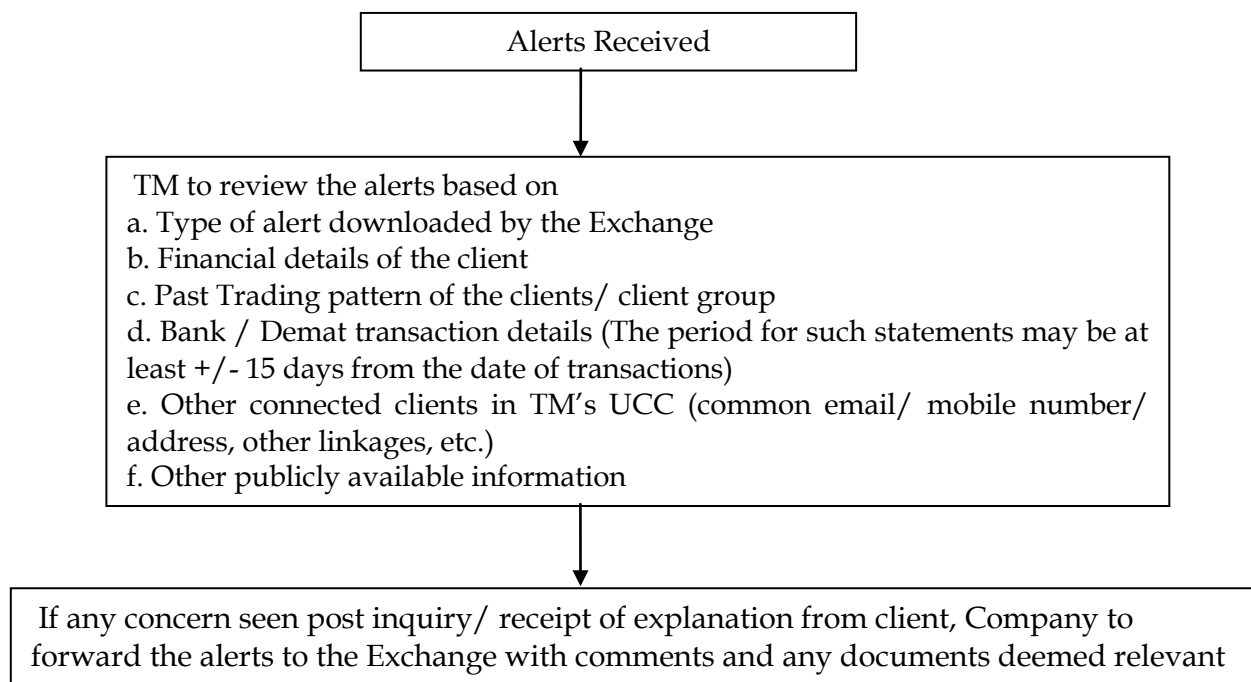 Alerts Received
TM to review the alerts based on
a. Type of alert downloaded by the Exchange
b. Financial details of the client
c. Past Trading pattern of the clients/ client group
d. Bank / Demat transaction details (The period for such statements may be at
least +/- 15 days from the date of transactions)
e. Other connected clients in TM’s UCC (common email/ mobile number/
address, other linkages, etc.)
f. Other publicly available information
If any concern seen post inquiry/ receipt of explanation from client, Company to
forward the alerts to the Exchange with comments and any documents deemed relevant